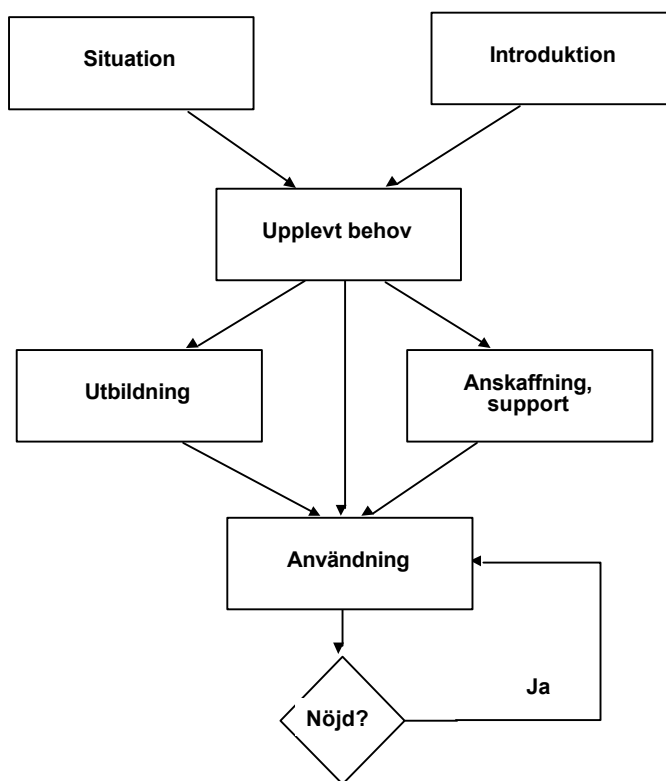 Situation
Introduktion
Upplevt behov
Utbildning
Anskaffning,
support
Användning
Ja
Nöjd?